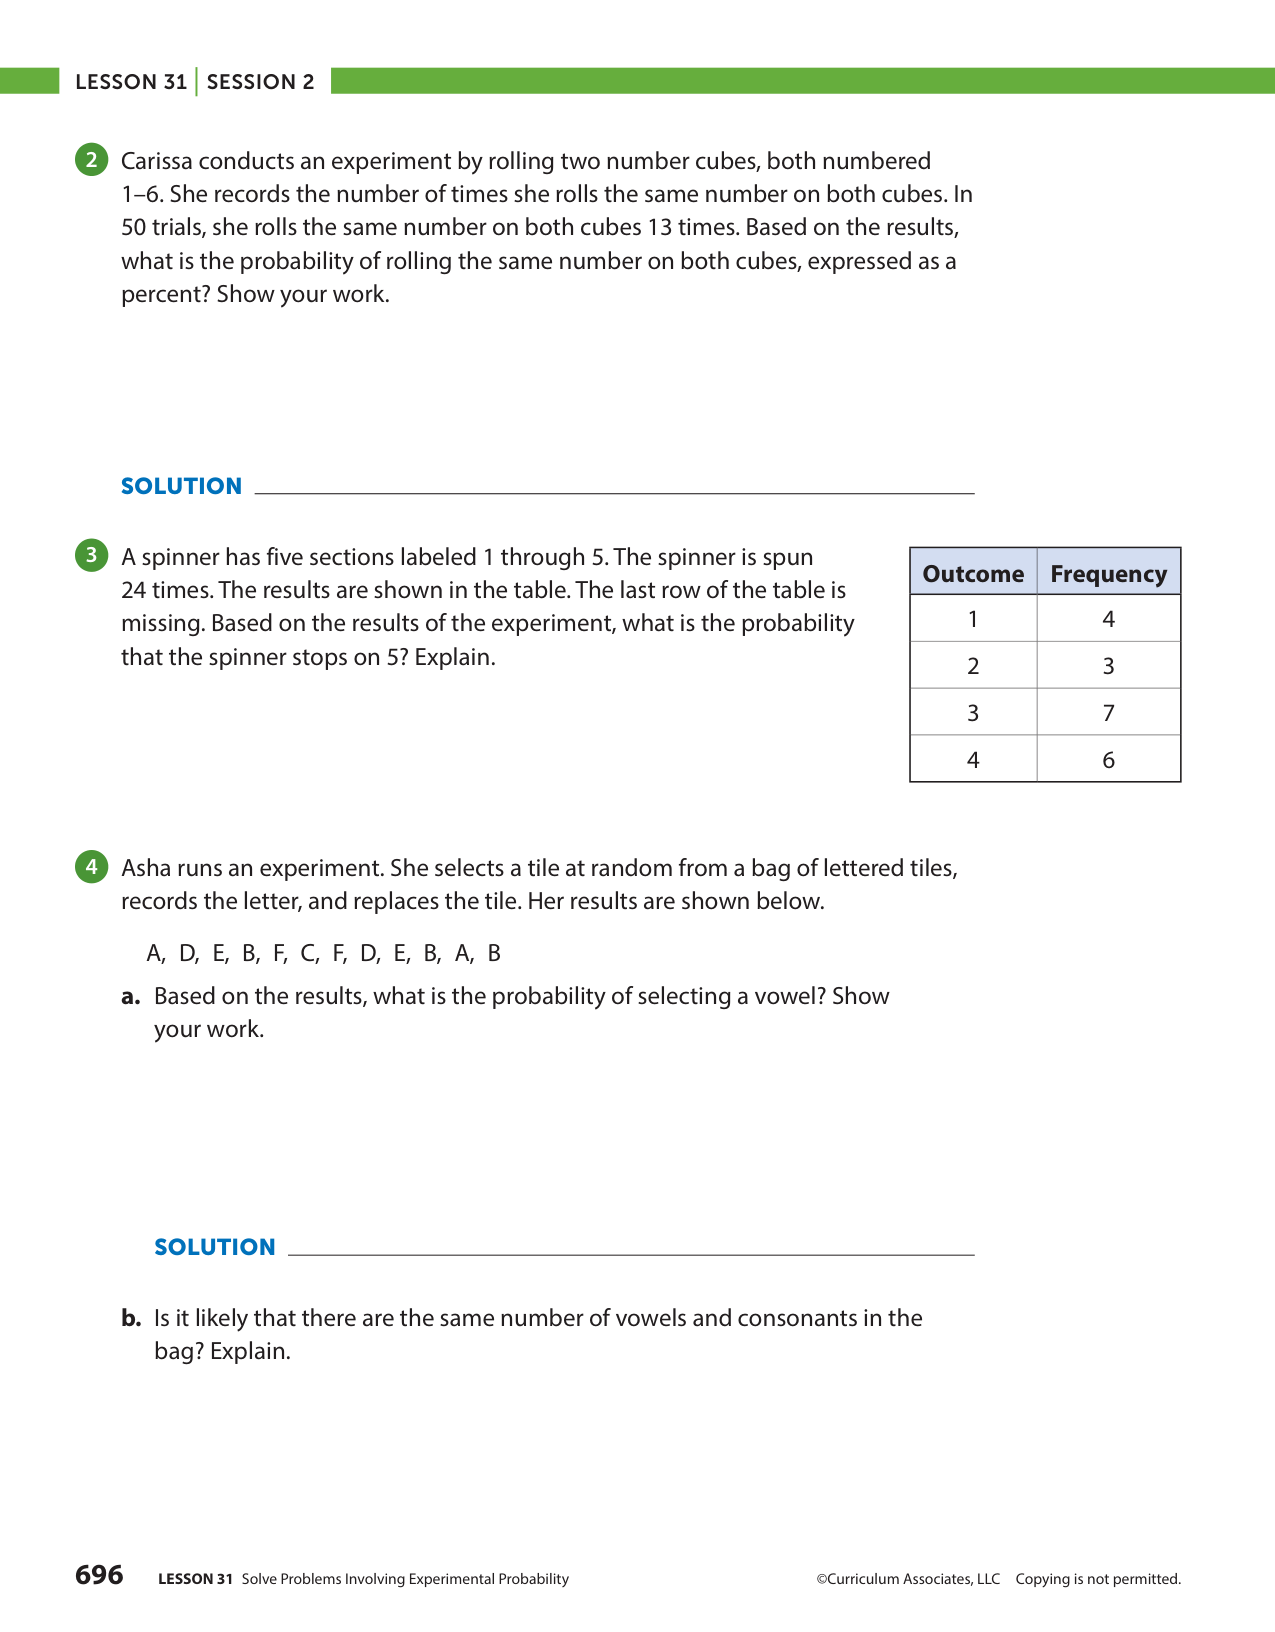 LESSON 31 | SESSION 2
2 Carissa conducts an experiment by rolling two number cubes, both numbered
1–6. She records the number of times she rolls the same number on both cubes. In
50 trials, she rolls the same number on both cubes 13 times. Based on the results,
what is the probability of rolling the same number on both cubes, expressed as a
percent? Show your work.
SOLUTION
3 A spinner has five sections labeled 1 through 5. The spinner is spun
24 times. The results are shown in the table. The last row of the table is
missing. Based on the results of the experiment, what is the probability
that the spinner stops on 5? Explain.
Outcome Frequency
1 4
2 3
3 7
4 6
4 Asha runs an experiment. She selects a tile at random from a bag of lettered tiles,
records the letter, and replaces the tile. Her results are shown below.
A, D, E, B, F, C, F, D, E, B, A, B
a. Based on the results, what is the probability of selecting a vowel? Show
your work.
SOLUTION
b. Is it likely that there are the same number of vowels and consonants in the
bag? Explain.
696 LESSON 31 Solve Problems Involving Experimental Probability ©Curriculum Associates, LLC Copying is not permitted.